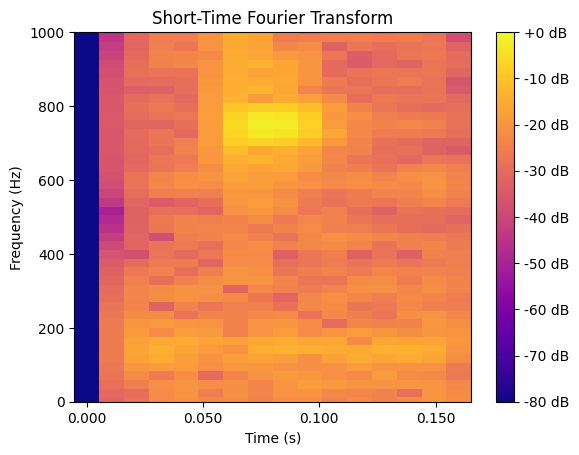 Short-Time Fourier Transform
1000
800
600
400
200
0
Frequency (Hz)
0.000
0.050
0.100
0.150
Time (s)
+0 dB
-10 dB
-20 dB
-30 dB
-40 dB
-50 dB
-60 dB
-70 dB
-80 dB